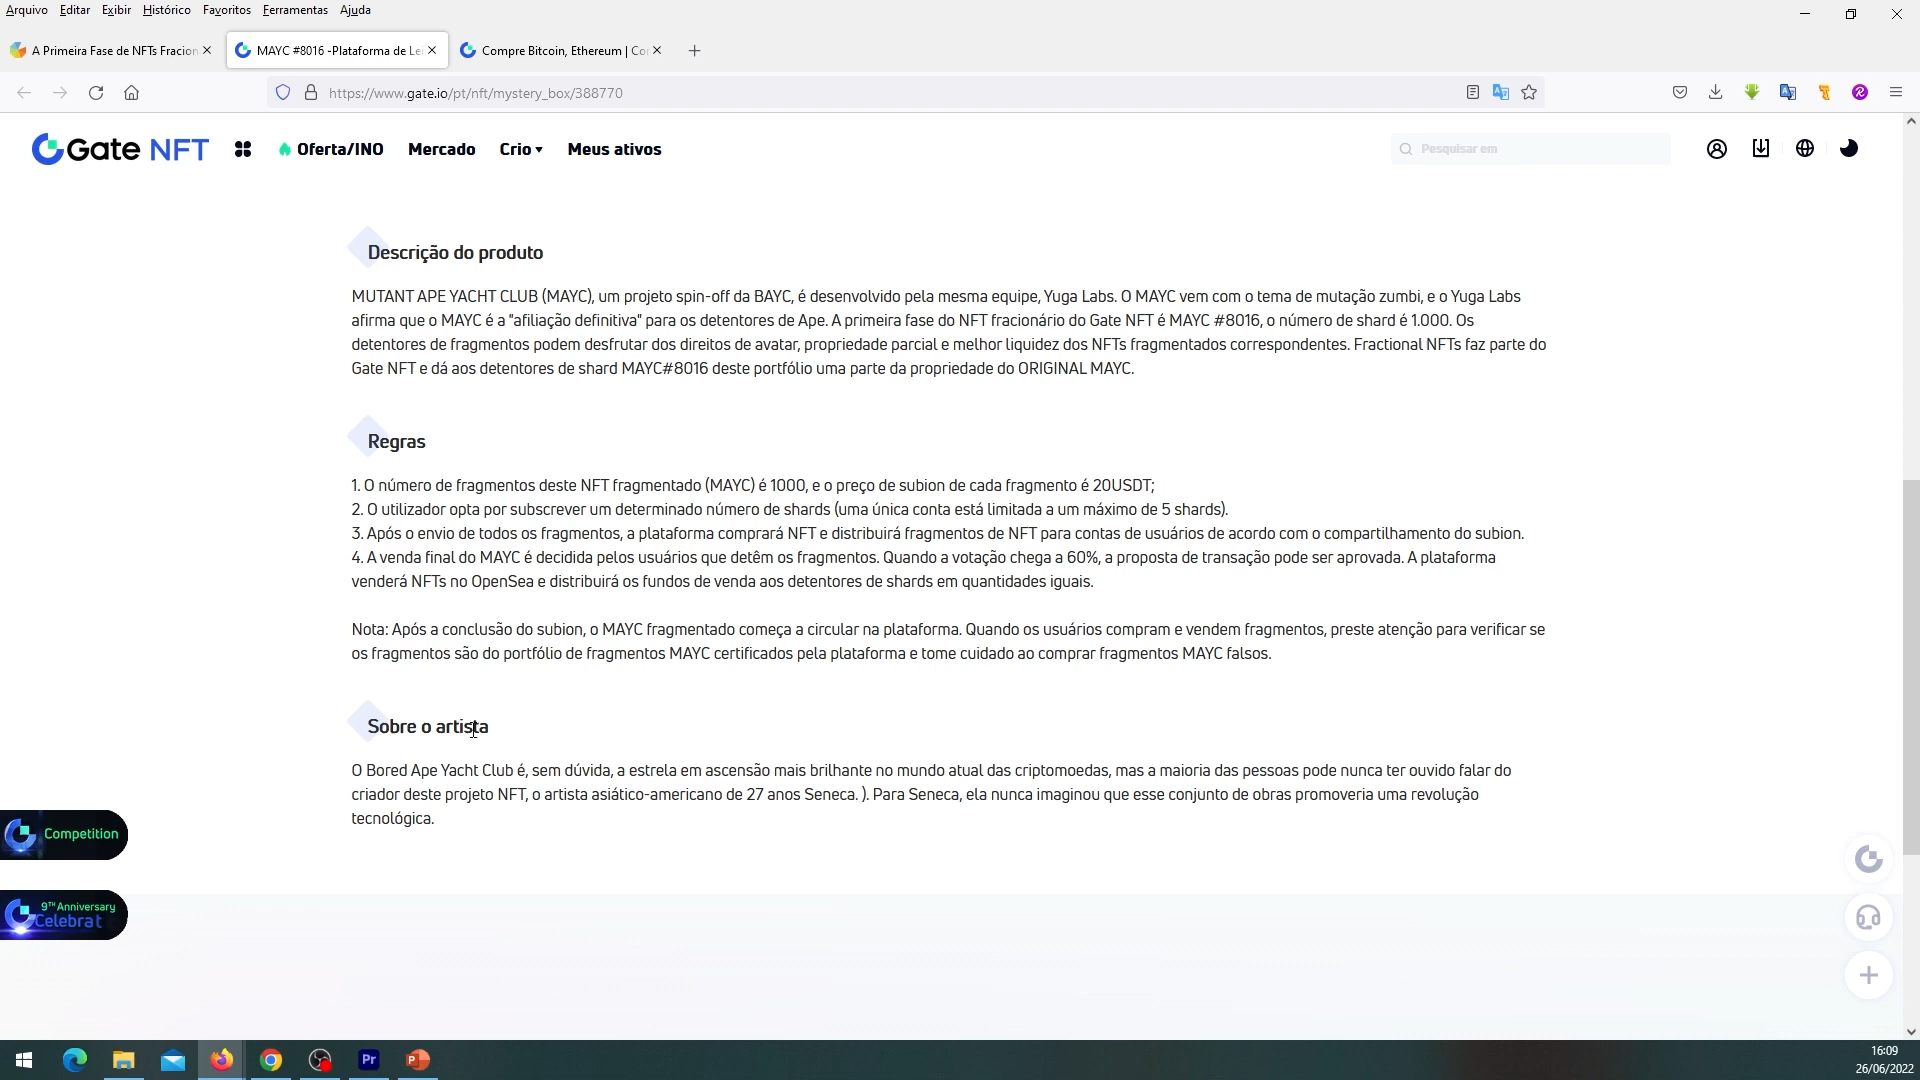 Arquivo Editar Exibir Histórico Favoritos Ferramentas Ajuda
A Primeira Fase de NFTs Fracion
MAYC #8016 -Plataforma de Lei
Compre Bitcoin, Ethereum | Co
https://www.gate.io/pt/nft/mystery_box/388770
Gate NFT
Oferta/INO Mercado Crio Meus ativos
Pesquisar em
Descrição do produto
MUTANT APE YACHT CLUB (MAYC), um projeto spin-off da BAYC, é desenvolvido pela mesma equipe, Yuga Labs. O MAYC vem com o tema de mutação zumbi, e o Yuga Labs
afirma que o MAYC é a "afiliação definitiva" para os detentores de Ape. A primeira fase do NFT fracionário do Gate NFT é MAYC #8016, o número de shard é 1.000. Os
detentores de fragmentos podem desfrutar dos direitos de avatar, propriedade parcial e melhor liquidez dos NFTs fragmentados correspondentes. Fractional NFTs faz parte do
Gate NFT e dá aos detentores de shard MAYC#8016 deste portfólio uma parte da propriedade do ORIGINAL MAYC.
Regras
1. O número de fragmentos deste NFT fragmentado (MAYC) é 1000, e o preço de subion de cada fragmento é 20USDT;
2. O utilizador opta por subscrever um determinado número de shards (uma única conta está limitada a um máximo de 5 shards).
3. Após o envio de todos os fragmentos, a plataforma comprará NFT e distribuirá fragmentos de NFT para contas de usuários de acordo com o compartilhamento do subion.
4. A venda final do MAYC é decidida pelos usuários que detêm os fragmentos. Quando a votação chega a 60%, a proposta de transação pode ser aprovada. A plataforma
venderá NFTs no OpenSea e distribuirá os fundos de venda aos detentores de shards em quantidades iguais.
Nota: Após a conclusão do subion, o MAYC fragmentado começa a circular na plataforma. Quando os usuários compram e vendem fragmentos, preste atenção para verificar se
os fragmentos são do portfólio de fragmentos MAYC certificados pela plataforma e tome cuidado ao comprar fragmentos MAYC falsos.
Sobre o artista
O Bored Ape Yacht Club é, sem dúvida, a estrela em ascensão mais brilhante no mundo atual das criptomoedas, mas a maioria das pessoas pode nunca ter ouvido falar do
criador deste projeto NFT, o artista asiático-americano de 27 anos Seneca. ). Para Seneca, ela nunca imaginou que esse conjunto de obras promoveria uma revolução
tecnológica.
Competition
9TH Anniversary
Celebrat
Pr
P
16:09
26/06/2022